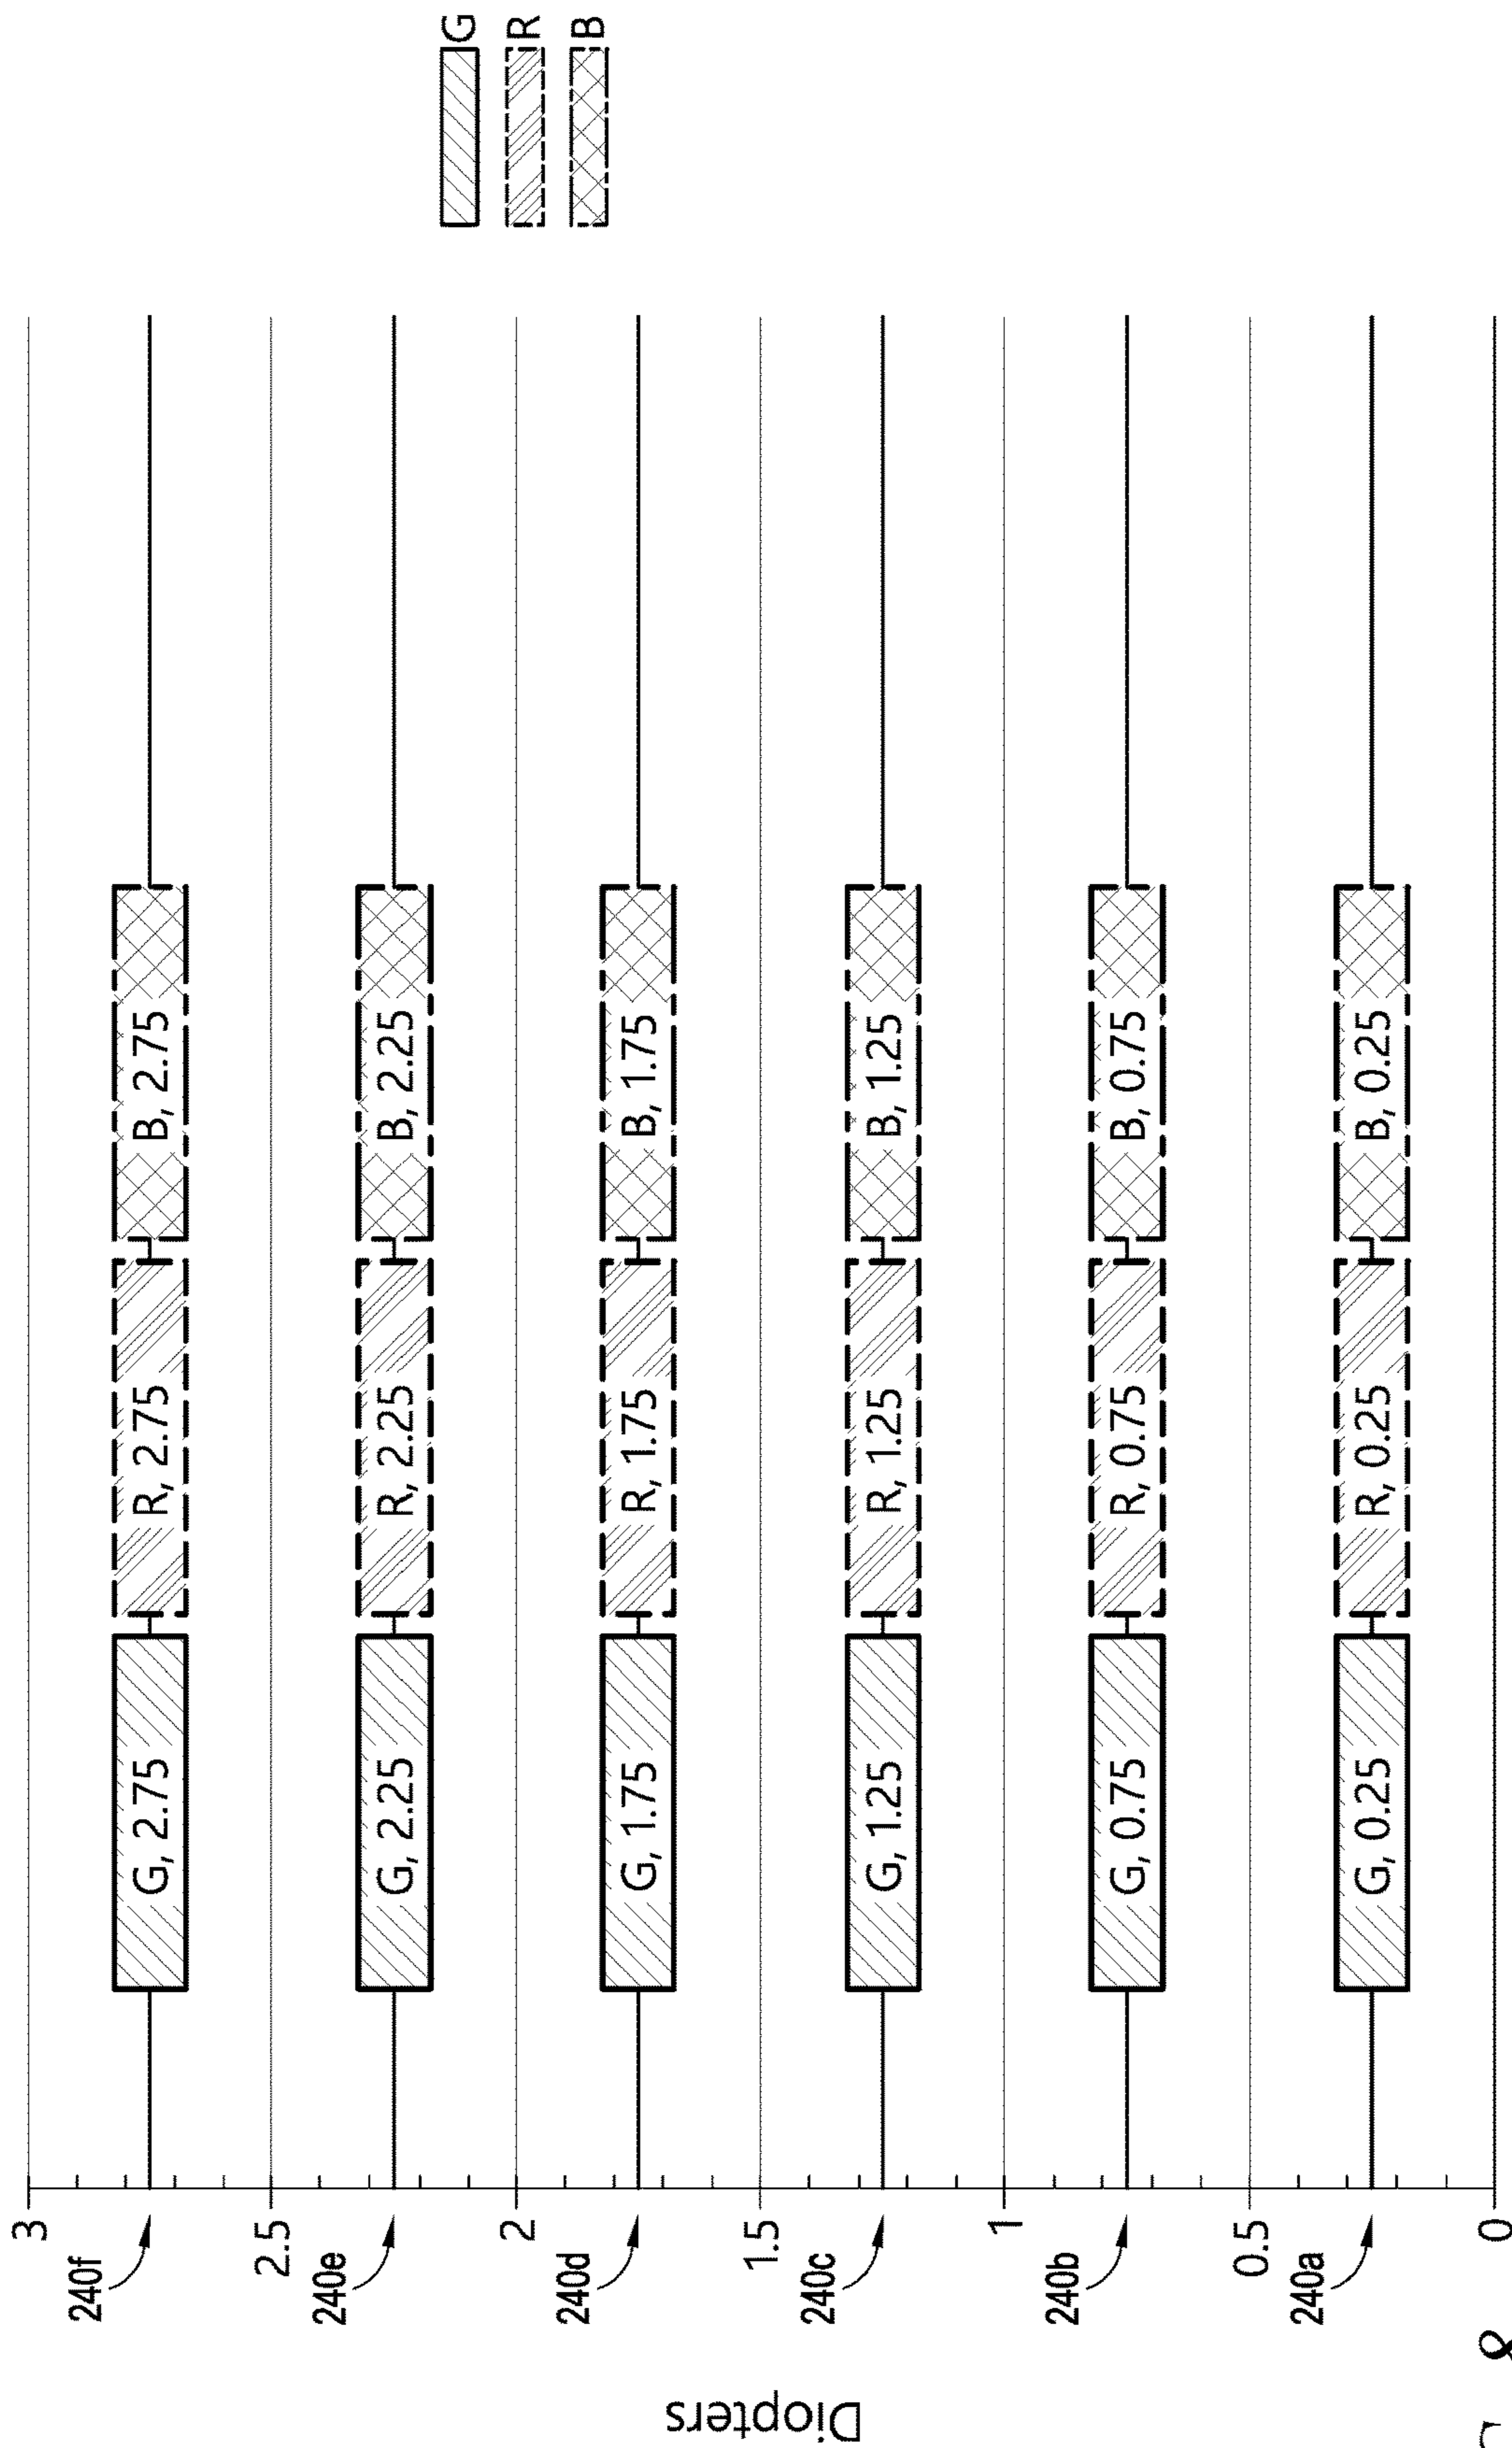 Diopters
3
2.5
2
1.5
1
0.5
0
240f
G, 2.75
R, 2.75
B, 2.75
240e
G, 2.25
R, 2.25
B, 2.25
240d
G, 1.75
R, 1.75
B, 1.75
240c
G, 1.25
R, 1.25
B, 1.25
240b
G, 0.75
R, 0.75
B, 0.75
240a
G, 0.25
R, 0.25
B, 0.25
G
R
B